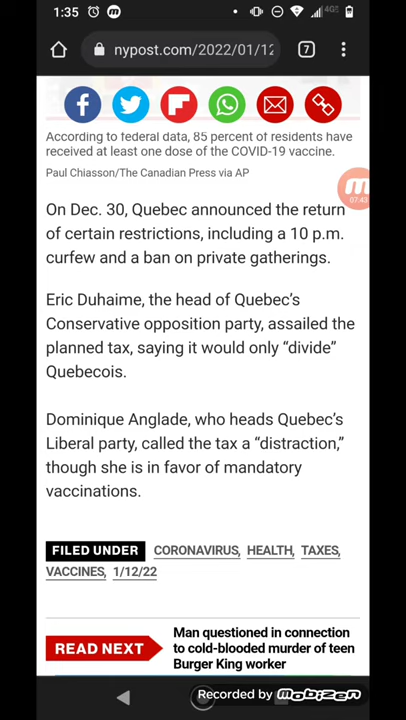 1:35
4G
nypost.com/2022/01/12
7
According to federal data, 85 percent of residents have
received at least one dose of the COVID-19 vaccine.
Paul Chiasson/The Canadian Press via AP
07:43
On Dec. 30, Quebec announced the return
of certain restrictions, including a 10 p.m.
curfew and a ban on private gatherings.
Eric Duhaime, the head of Quebec’s
Conservative opposition party, assailed the
planned tax, saying it would only “divide”
Quebecois.
Dominique Anglade, who heads Quebec’s
Liberal party, called the tax a “distraction,”
though she is in favor of mandatory
vaccinations.
FILED UNDER CORONAVIRUS, HEALTH, TAXES,
VACCINES, 1/12/22
READ NEXT
Man questioned in connection
to cold-blooded murder of teen
Burger King worker
Recorded by mobizen